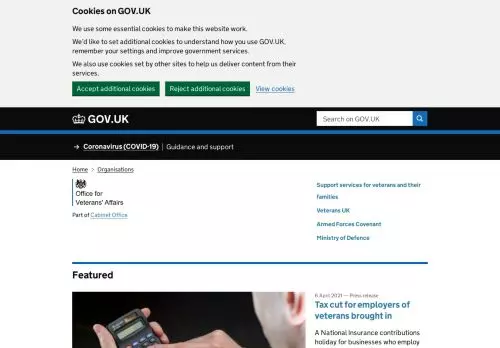 Cookies on GOV.UK
We use some essential cookies to make this website work.
We'd like to set additional cookies to understand how you use GOV.UK,
remember your settings and improve government services.
We also use cookies set by other sites to help us deliver content from their
services.
Accept additional cookies Reject additional cookies View cookies
GOV.UK
Search on GOV.UK
→ Coronavirus (COVID-19) Guidance and support
Home > Organisations
Office for
Veterans' Affairs
Part of Cabinet Office
Support services for veterans and their
families
Veterans UK
Armed Forces Covenant
Ministry of Defence
Featured
6 April 2021 — Press release
Tax cut for employers of
veterans brought in
A National Insurance contributions
holiday for businesses who employ